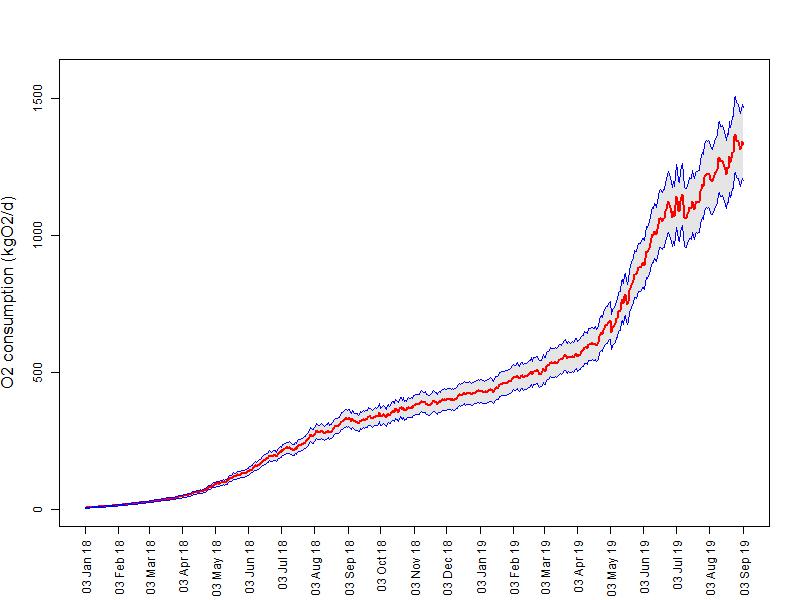 O2 consumption (kgO2/d)
1500
1000
500
0
03 Jan 18
03 Feb 18
03 Mar 18
03 Apr 18
03 May 18
03 Jun 18
03 Jul 18
03 Aug 18
03 Sep 18
03 Oct 18
03 Nov 18
03 Dec 18
03 Jan 19
03 Feb 19
03 Mar 19
03 Apr 19
03 May 19
03 Jun 19
03 Jul 19
03 Aug 19
03 Sep 19